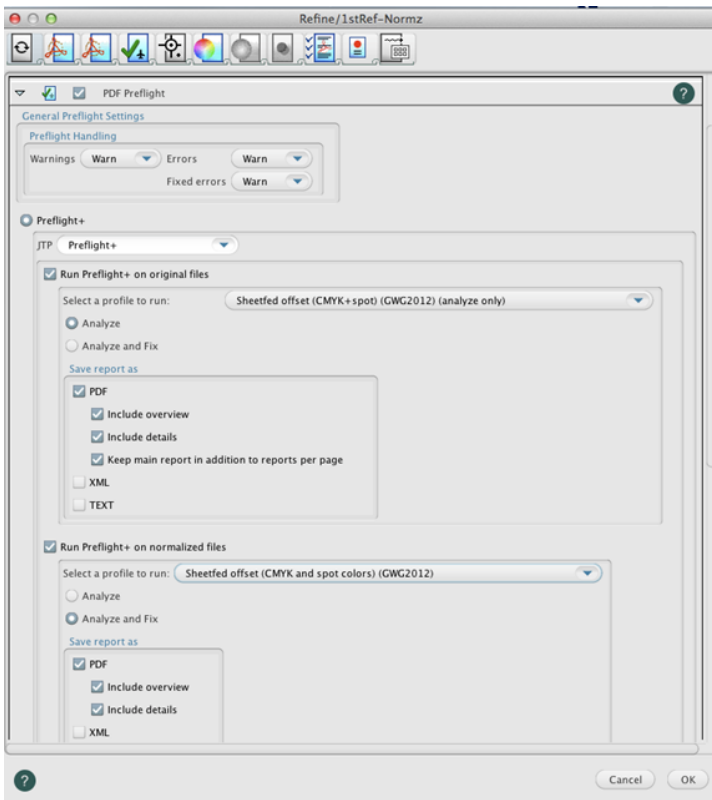 Refine/1stRef-Normz
PDF Preflight
?
General Preflight Settings
Preflight Handling
Warnings Warn Errors Warn
Fixed errors Warn
Preflight+
JTP Preflight+
Run Preflight+ on original files
Select a profile to run: Sheetfed offset (CMYK+spot) (GWG2012) (analyze only)
Analyze
Analyze and Fix
Save report as
PDF
Include overview
Include details
Keep main report in addition to reports per page
XML
TEXT
Run Preflight+ on normalized files
Select a profile to run: Sheetfed offset (CMYK and spot colors) (GWG2012)
Analyze
Analyze and Fix
Save report as
PDF
Include overview
Include details
XML
? Cancel OK